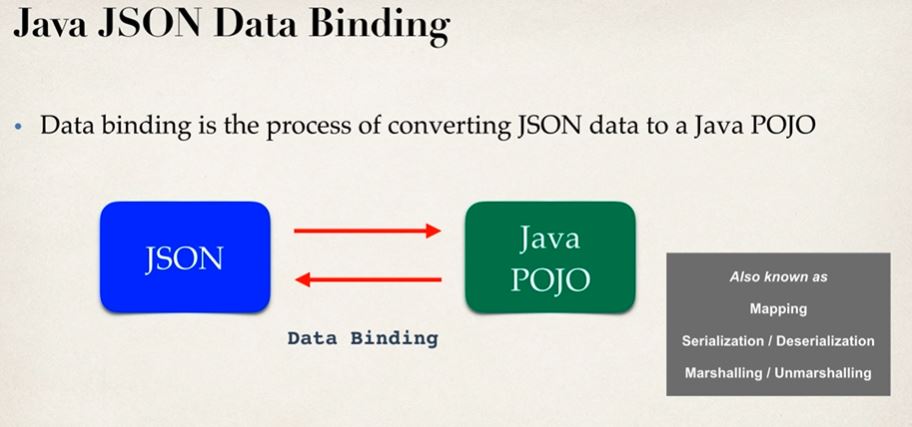 Java JSON Data Binding
• Data binding is the process of converting JSON data to a Java POJO
JSON
Java
POJO
Data Binding
Also known as
Mapping
Serialization / Deserialization
Marshalling / Unmarshalling